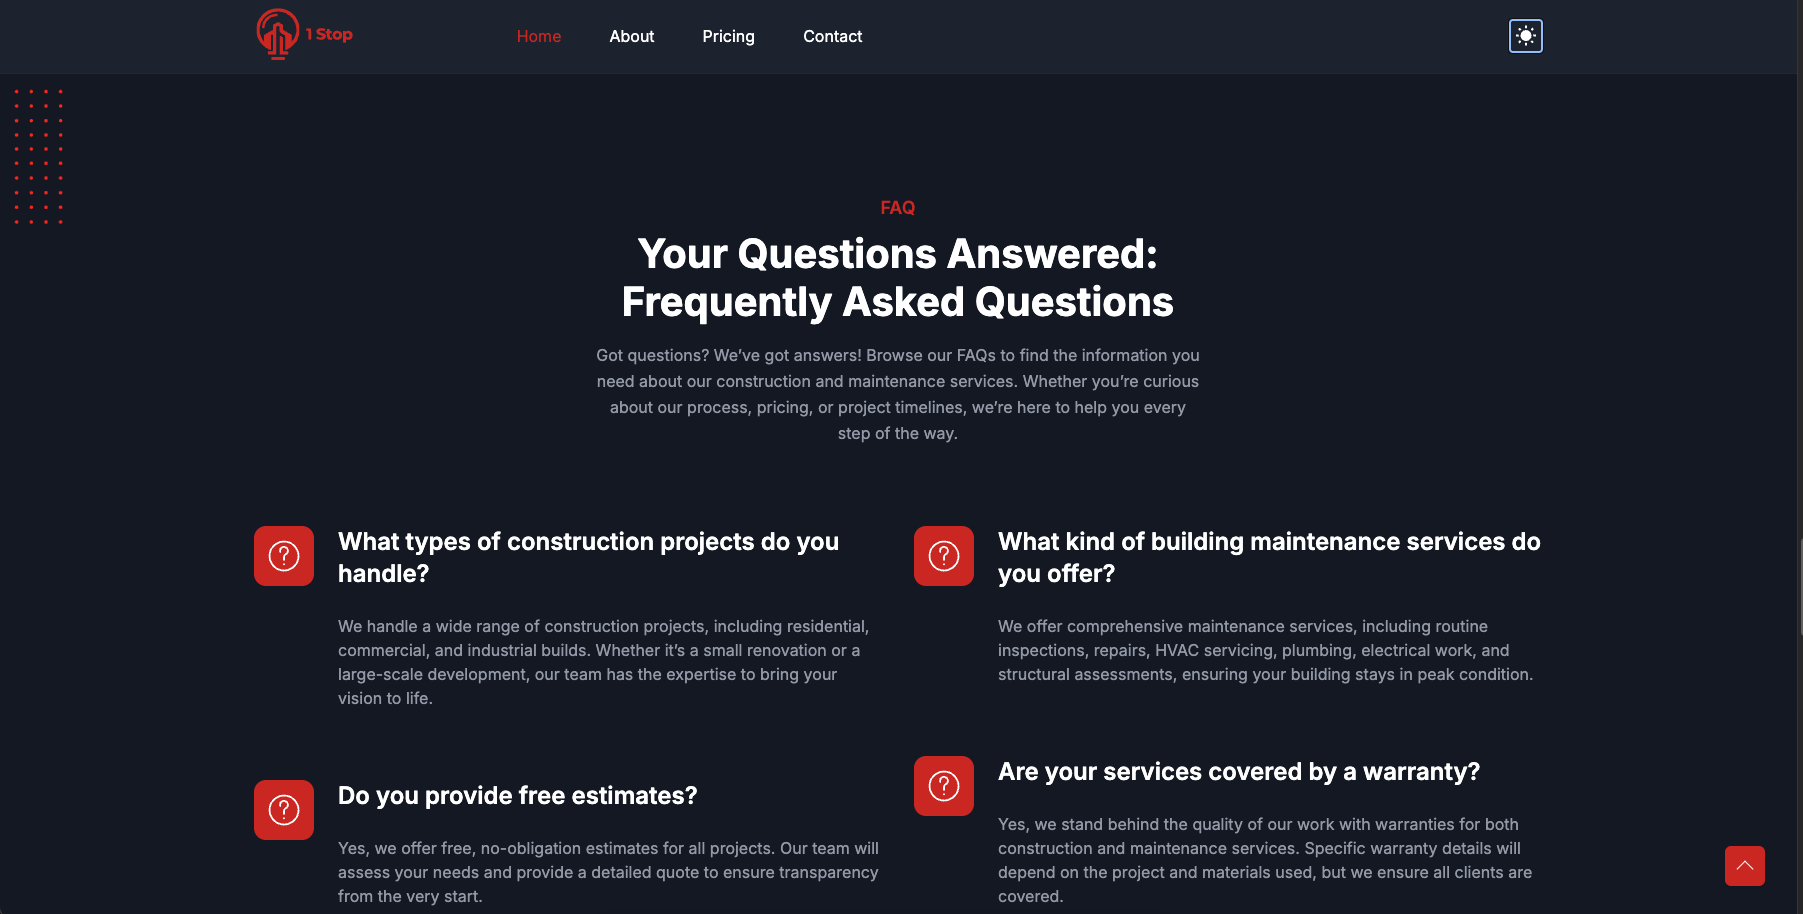 1 Stop
Home
About
Pricing
Contact
FAQ
Your Questions Answered:
Frequently Asked Questions
Got questions? We’ve got answers! Browse our FAQs to find the information you
need about our construction and maintenance services. Whether you’re curious
about our process, pricing, or project timelines, we’re here to help you every
step of the way.
What types of construction projects do you
handle?
We handle a wide range of construction projects, including residential,
commercial, and industrial builds. Whether it’s a small renovation or a
large-scale development, our team has the expertise to bring your
vision to life.
What kind of building maintenance services do
you offer?
We offer comprehensive maintenance services, including routine
inspections, repairs, HVAC servicing, plumbing, electrical work, and
structural assessments, ensuring your building stays in peak condition.
Do you provide free estimates?
Yes, we offer free, no-obligation estimates for all projects. Our team will
assess your needs and provide a detailed quote to ensure transparency
from the very start.
Are your services covered by a warranty?
Yes, we stand behind the quality of our work with warranties for both
construction and maintenance services. Specific warranty details will
depend on the project and materials used, but we ensure all clients are
covered.